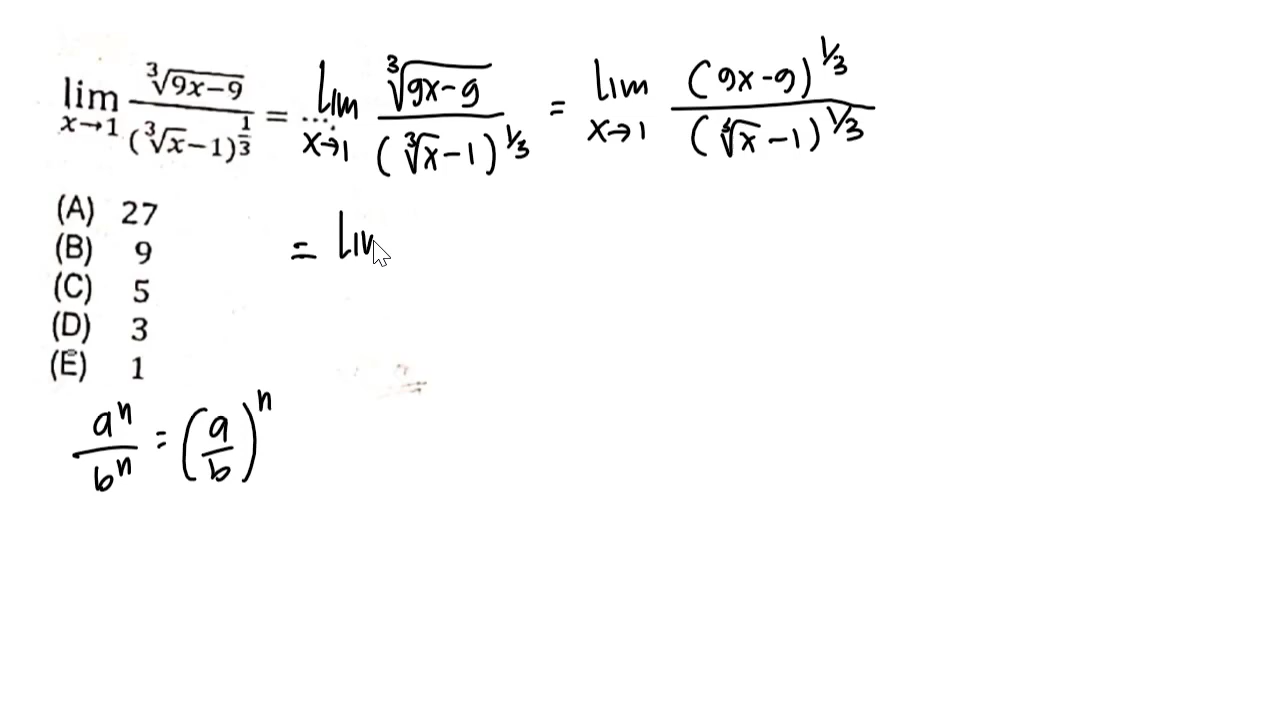 lim x→1 ∛(9x−9) / (∛x−1)^(1/3) = .... lim x→1 ∛(9x−9) / (∛x−1)^(1/3) = lim x→1 (9x−9)^(1/3) / (∛x−1)^(1/3)
(A) 27
= Lim
(B) 9
(C) 5
(D) 3
(E) 1
a^n / b^n = (a/b)^n